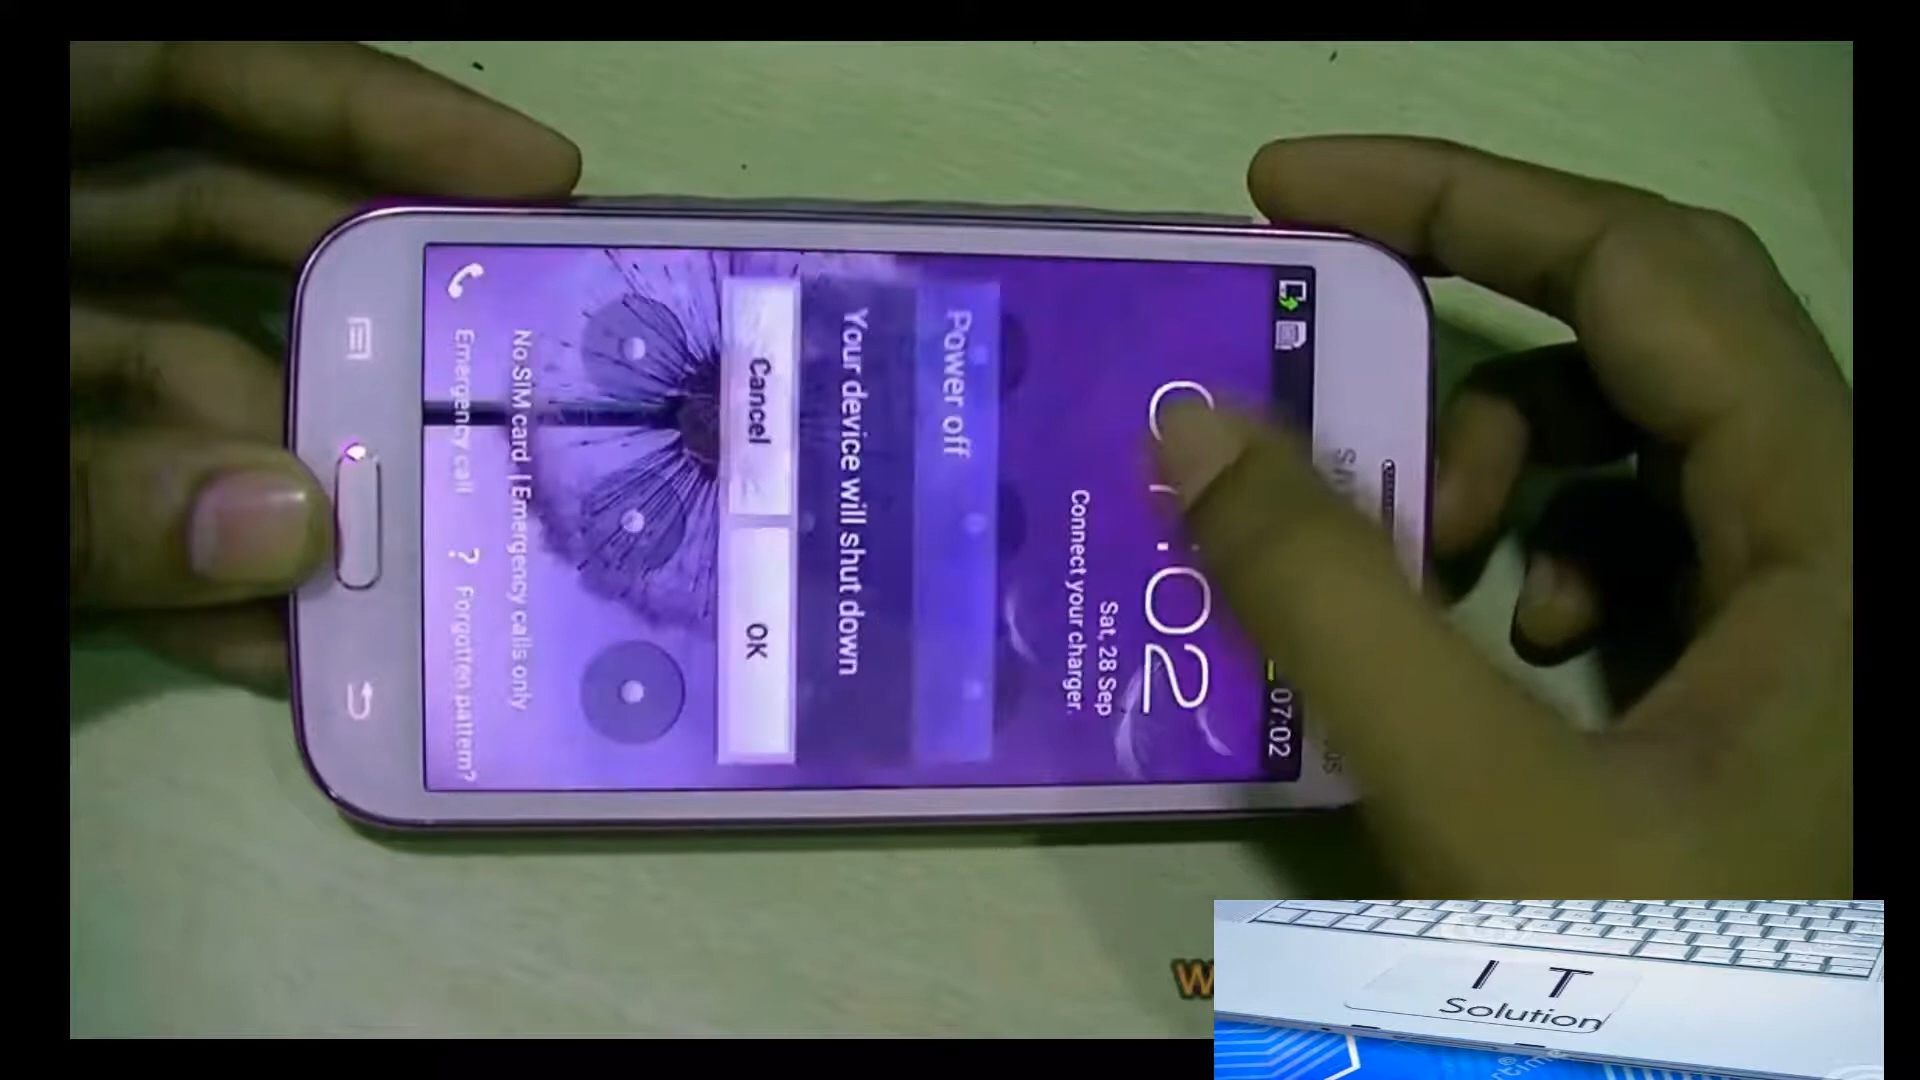 07:02
:02
Sat, 28 Sep
Connect your charger.
Power off
Your device will shut down
Cancel
OK
No SIM card | Emergency calls only
Emergency call
? Forgotten pattern?
I T
Solution